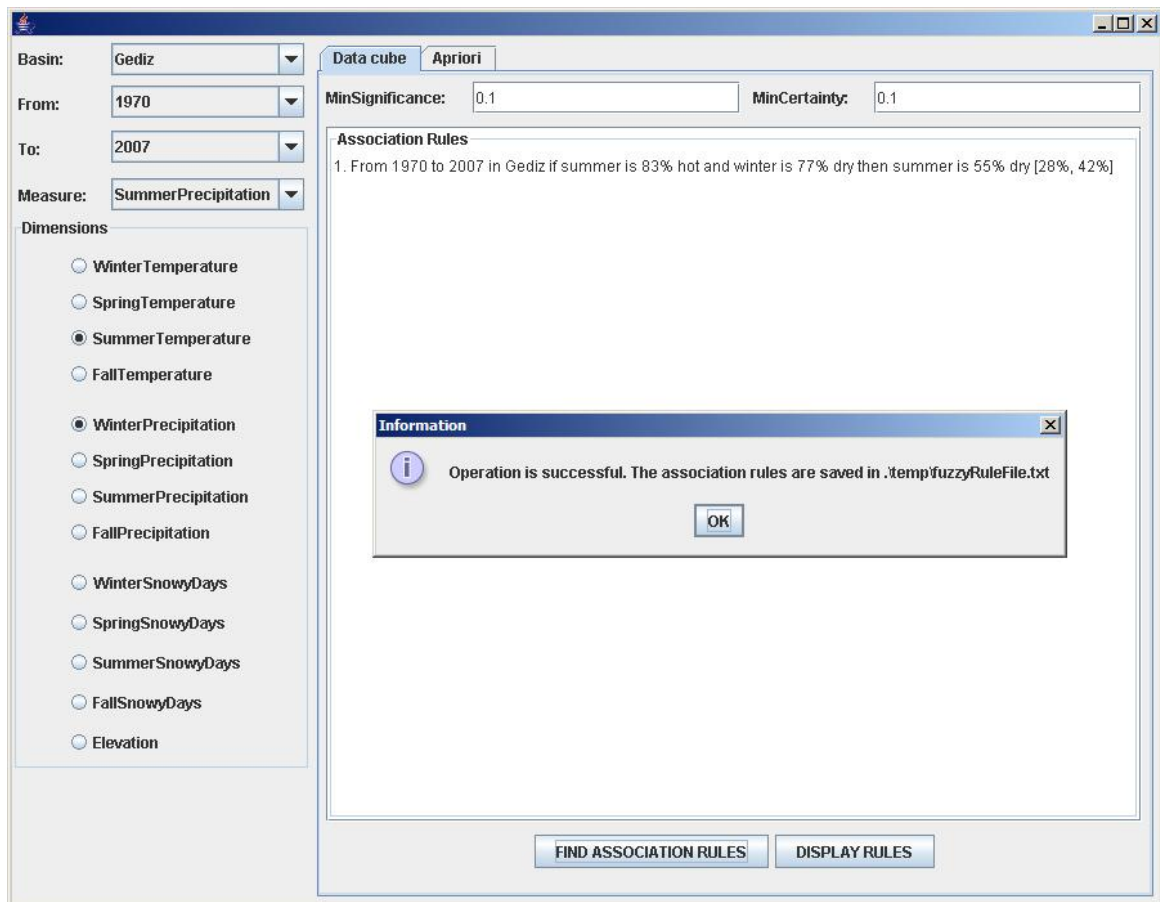 Basin: Gediz
From: 1970
To: 2007
Measure: SummerPrecipitation
Dimensions
WinterTemperature
SpringTemperature
SummerTemperature
FallTemperature
WinterPrecipitation
SpringPrecipitation
SummerPrecipitation
FallPrecipitation
WinterSnowyDays
SpringSnowyDays
SummerSnowyDays
FallSnowyDays
Elevation
Data cube Apriori
MinSignificance: 0.1 MinCertainty: 0.1
Association Rules
1. From 1970 to 2007 in Gediz if summer is 83% hot and winter is 77% dry then summer is 55% dry [28%, 42%]
Information
Operation is successful. The association rules are saved in .\temp\fuzzyRuleFile.txt
OK
FIND ASSOCIATION RULES DISPLAY RULES